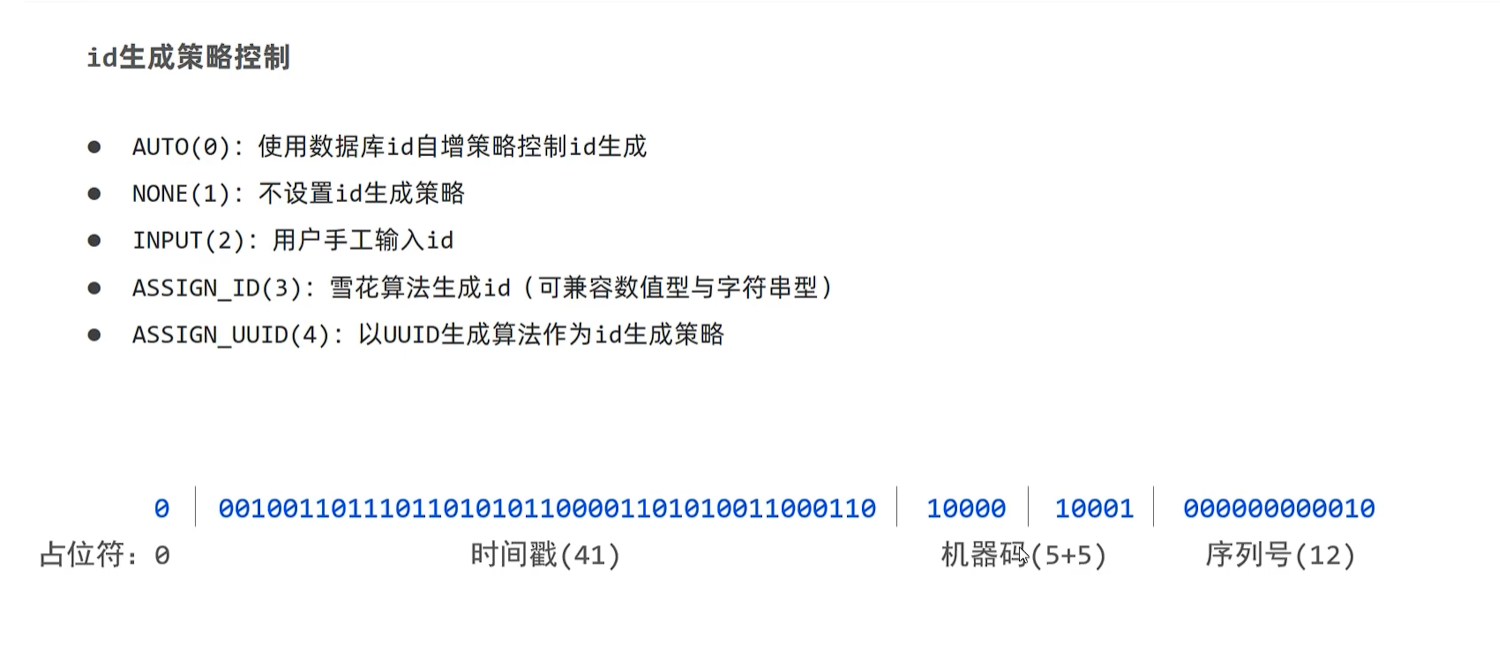 id生成策略控制
● AUTO(0): 使用数据库id自增策略控制id生成
● NONE(1): 不设置id生成策略
● INPUT(2): 用户手工输入id
● ASSIGN_ID(3): 雪花算法生成id（可兼容数值型与字符串型）
● ASSIGN_UUID(4): 以UUID生成算法作为id生成策略
0 00100110111011010101100001101010011000110 10000 10001 000000000010
占位符: 0 时间戳(41) 机器码(5+5) 序列号(12)